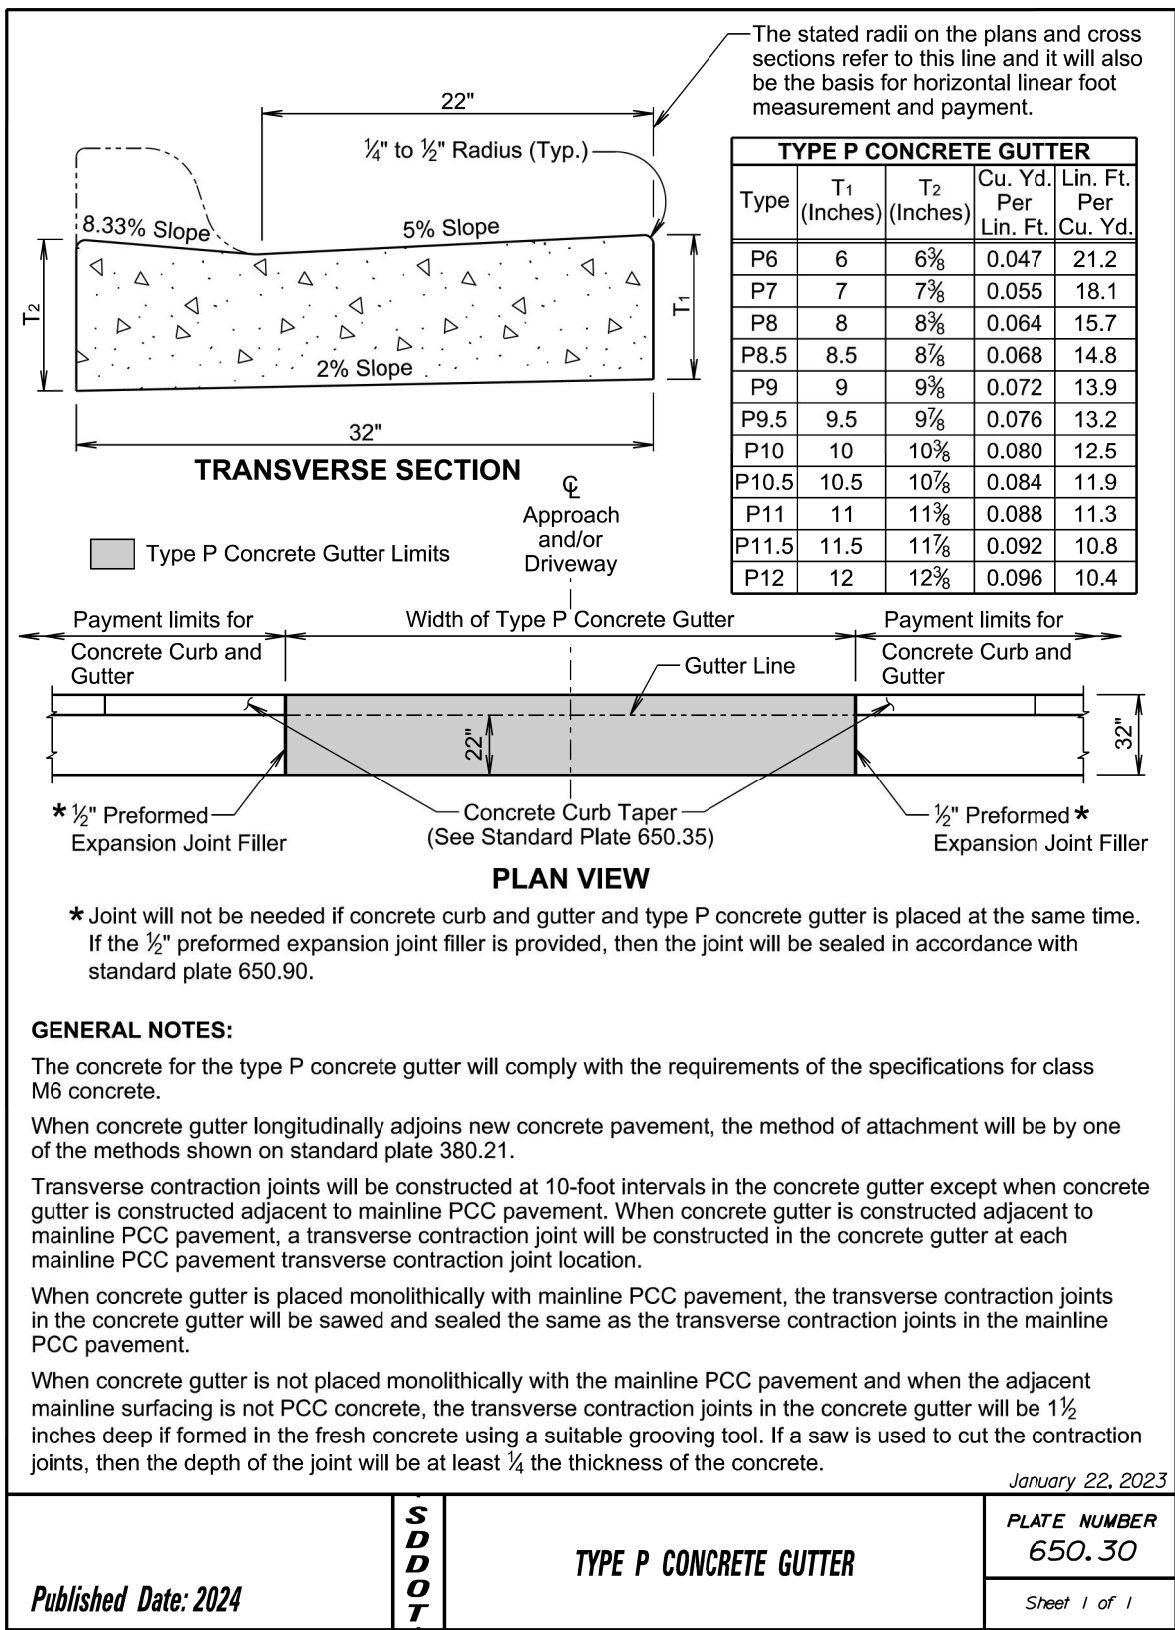 The stated radii on the plans and cross
sections refer to this line and it will also
be the basis for horizontal linear foot
measurement and payment.
22"
¼" to ½" Radius (Typ.)
8.33% Slope
5% Slope
T2
T1
2% Slope
32"
TRANSVERSE SECTION
TYPE P CONCRETE GUTTER
Type T1 (Inches) T2 (Inches) Cu. Yd. Per Lin. Ft. Lin. Ft. Per Cu. Yd.
P6 6 6⅜ 0.047 21.2
P7 7 7⅜ 0.055 18.1
P8 8 8⅜ 0.064 15.7
P8.5 8.5 8⅞ 0.068 14.8
P9 9 9⅜ 0.072 13.9
P9.5 9.5 9⅞ 0.076 13.2
P10 10 10⅜ 0.080 12.5
P10.5 10.5 10⅞ 0.084 11.9
P11 11 11⅜ 0.088 11.3
P11.5 11.5 11⅞ 0.092 10.8
P12 12 12⅜ 0.096 10.4
℄
Approach
and/or
Driveway
Type P Concrete Gutter Limits
Payment limits for
Concrete Curb and
Gutter
Width of Type P Concrete Gutter
Payment limits for
Concrete Curb and
Gutter
Gutter Line
22"
32"
* ½" Preformed
Expansion Joint Filler
Concrete Curb Taper
(See Standard Plate 650.35)
½" Preformed *
Expansion Joint Filler
PLAN VIEW
* Joint will not be needed if concrete curb and gutter and type P concrete gutter is placed at the same time.
If the ½" preformed expansion joint filler is provided, then the joint will be sealed in accordance with
standard plate 650.90.
GENERAL NOTES:
The concrete for the type P concrete gutter will comply with the requirements of the specifications for class
M6 concrete.
When concrete gutter longitudinally adjoins new concrete pavement, the method of attachment will be by one
of the methods shown on standard plate 380.21.
Transverse contraction joints will be constructed at 10-foot intervals in the concrete gutter except when concrete
gutter is constructed adjacent to mainline PCC pavement. When concrete gutter is constructed adjacent to
mainline PCC pavement, a transverse contraction joint will be constructed in the concrete gutter at each
mainline PCC pavement transverse contraction joint location.
When concrete gutter is placed monolithically with mainline PCC pavement, the transverse contraction joints
in the concrete gutter will be sawed and sealed the same as the transverse contraction joints in the mainline
PCC pavement.
When concrete gutter is not placed monolithically with the mainline PCC pavement and when the adjacent
mainline surfacing is not PCC concrete, the transverse contraction joints in the concrete gutter will be 1½
inches deep if formed in the fresh concrete using a suitable grooving tool. If a saw is used to cut the contraction
joints, then the depth of the joint will be at least ¼ the thickness of the concrete.
January 22, 2023
Published Date: 2024
S
D
D
O
T
TYPE P CONCRETE GUTTER
PLATE NUMBER
650.30
Sheet 1 of 1